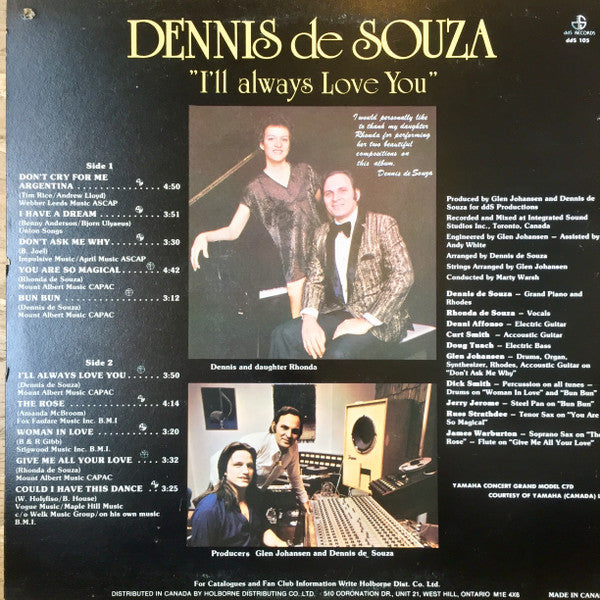 ddS RECORDS
ddS 105
DENNIS de SOUZA
"I'll always Love You"
I would personally like
to thank my daughter
Rhonda for performing
her two beautiful
compositions on
this album.
Dennis de Souza
Side 1
DON'T CRY FOR ME
ARGENTINA 4:50
(Tim Rice/Andrew Lloyd)
Webber Leeds Music ASCAP
I HAVE A DREAM 3:51
(Benny Anderson/Bjorn Ulyaeus)
Union Songs
DON'T ASK ME WHY 3:30
(B. Joel)
Impulsive Music/April Music ASCAP
YOU ARE SO MAGICAL 4:42
(Rhonda de Souza)
Mount Albert Music CAPAC
BUN BUN 3:12
(Dennis de Souza)
Mount Albert Music CAPAC
Side 2
I'LL ALWAYS LOVE YOU 3:50
(Dennis de Souza)
Mount Albert Music CAPAC
THE ROSE 4:14
(Amanda McBroom)
Fox Fanfare Music Inc. B.M.I
WOMAN IN LOVE 3:20
(B & R Gibb)
Stigwood Music Inc. B.M.I.
GIVE ME ALL YOUR LOVE 3:32
(Rhonda de Souza)
Mount Albert Music CAPAC
COULD I HAVE THIS DANCE 3:25
(W. Holyfiso/B. House)
Vogue Music/Maple Hill Music
c/o Welk Music Group/on his own music
B.M.I.
Dennis and daughter Rhonda
Producers Glen Johansen and Dennis de Souza
Produced by Glen Johansen and Dennis de
Souza for ddS Productions
Recorded and Mixed at Integrated Sound
Studios Inc., Toronto, Canada
Engineered by Glen Johansen – Assisted by
Andy White
Arranged by Dennis de Souza
Strings Arranged by Glen Johansen
Conducted by Marty Warsh
Dennis de Souza – Grand Piano and
Rhodes
Rhonda de Souza – Vocals
Denni Affonso – Electric Guitar
Curt Smith – Accoustic Guitar
Doug Tunch – Electric Bass
Glen Johansen – Drums, Organ,
Synthesizer, Rhodes, Accoustic Guitar on
"Don't Ask Me Why"
Dick Smith – Percussion on all tunes –
Drums on "Woman in Love" and "Bun Bun"
Jerry Jerome – Steel Pan on "Bun Bun"
Russ Strathdee – Tenor Sax on "You Are
So Magical"
James Warburton – Soprano Sax on "The
Rose" – Flute on "Give Me All Your Love"
YAMAHA CONCERT GRAND MODEL C7D
COURTESY OF YAMAHA (CANADA) L
For Catalogues and Fan Club Information Write Holborne Dist. Co. Ltd.
DISTRIBUTED IN CANADA BY HOLBORNE DISTRIBUTING CO. LTD. 510 CORONATION DR., UNIT 21, WEST HILL, ONTARIO M1E 4X6
MADE IN CANA